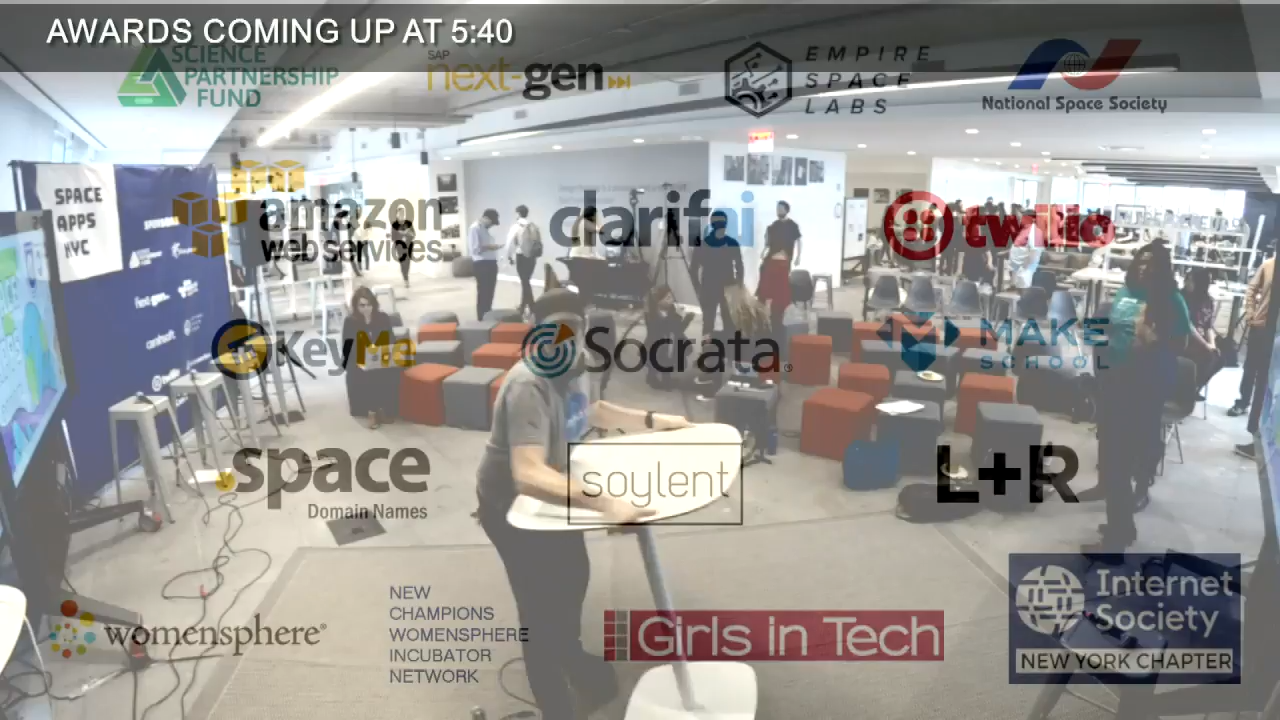 AWARDS COMING UP AT 5:40
SCIENCE
PARTNERSHIP
FUND
SAP
next-gen
EMPIRE
SPACE
LABS
National Space Society
SPACE
APPS
NYC
amazon
web services
clarifai
twilio
KeyMe
Socrata
MAKE
SCHOOL
space
Domain Names
soylent
L+R
womensphere
NEW
CHAMPIONS
WOMENSPHERE
INCUBATOR
NETWORK
Girls in Tech
Internet
Society
NEW YORK CHAPTER